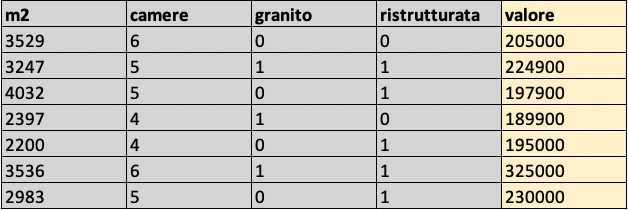 m2 camere granito ristrutturata valore
3529 6 0 0 205000
3247 5 1 1 224900
4032 5 0 1 197900
2397 4 1 0 189900
2200 4 0 1 195000
3536 6 1 1 325000
2983 5 0 1 230000